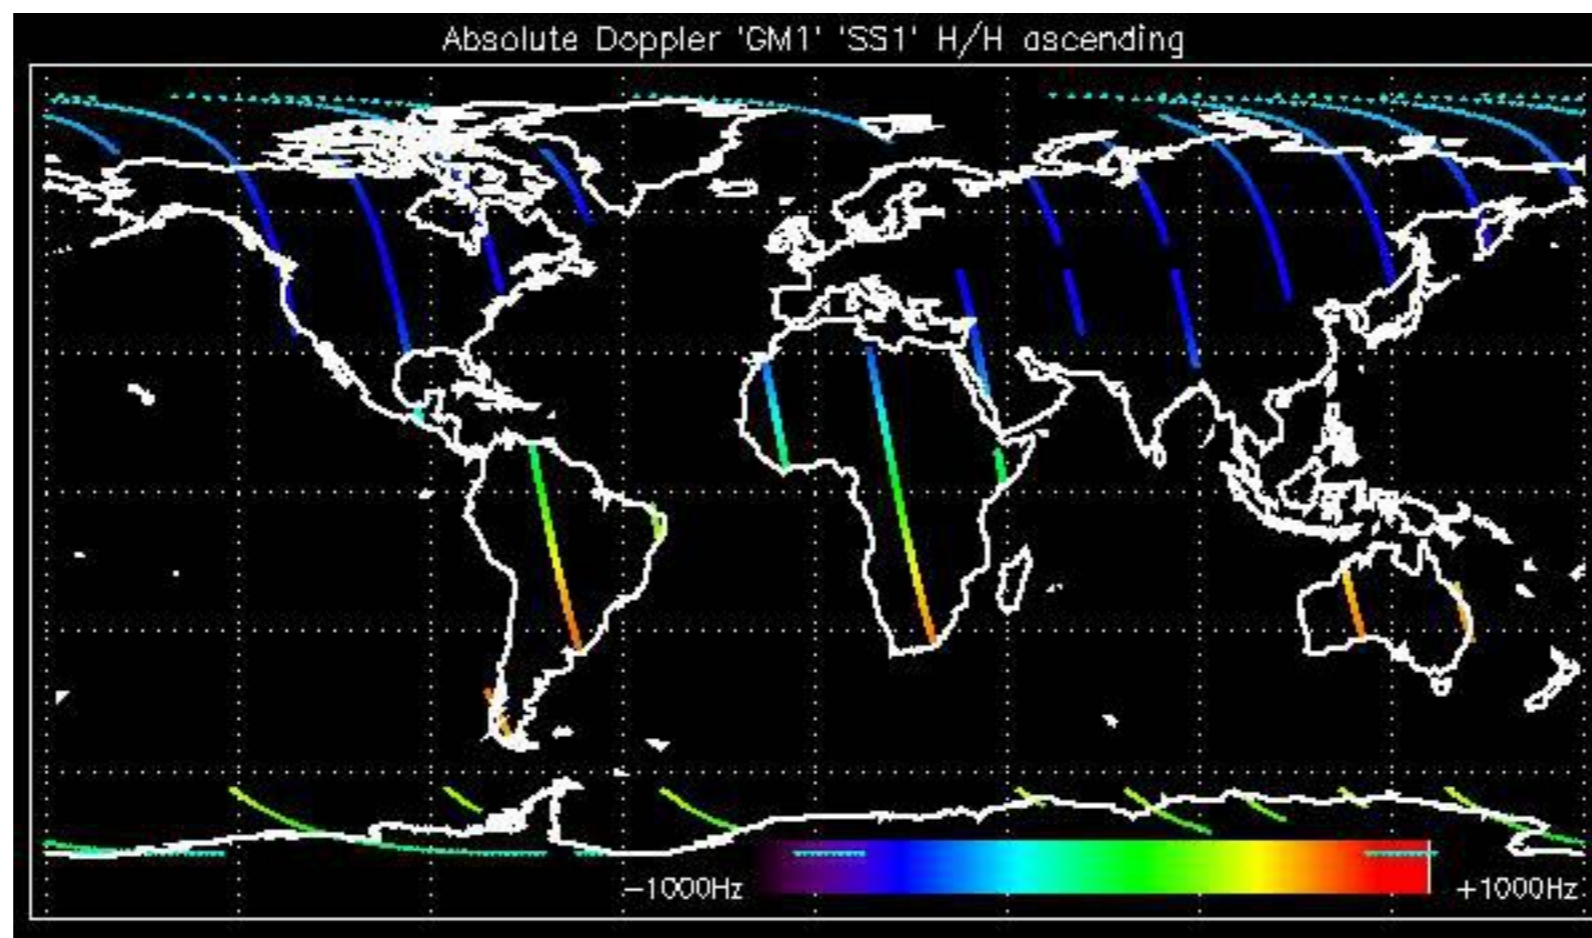 Absolute Doppler 'GM1' 'SS1' H/H ascending
-1000Hz
+1000Hz